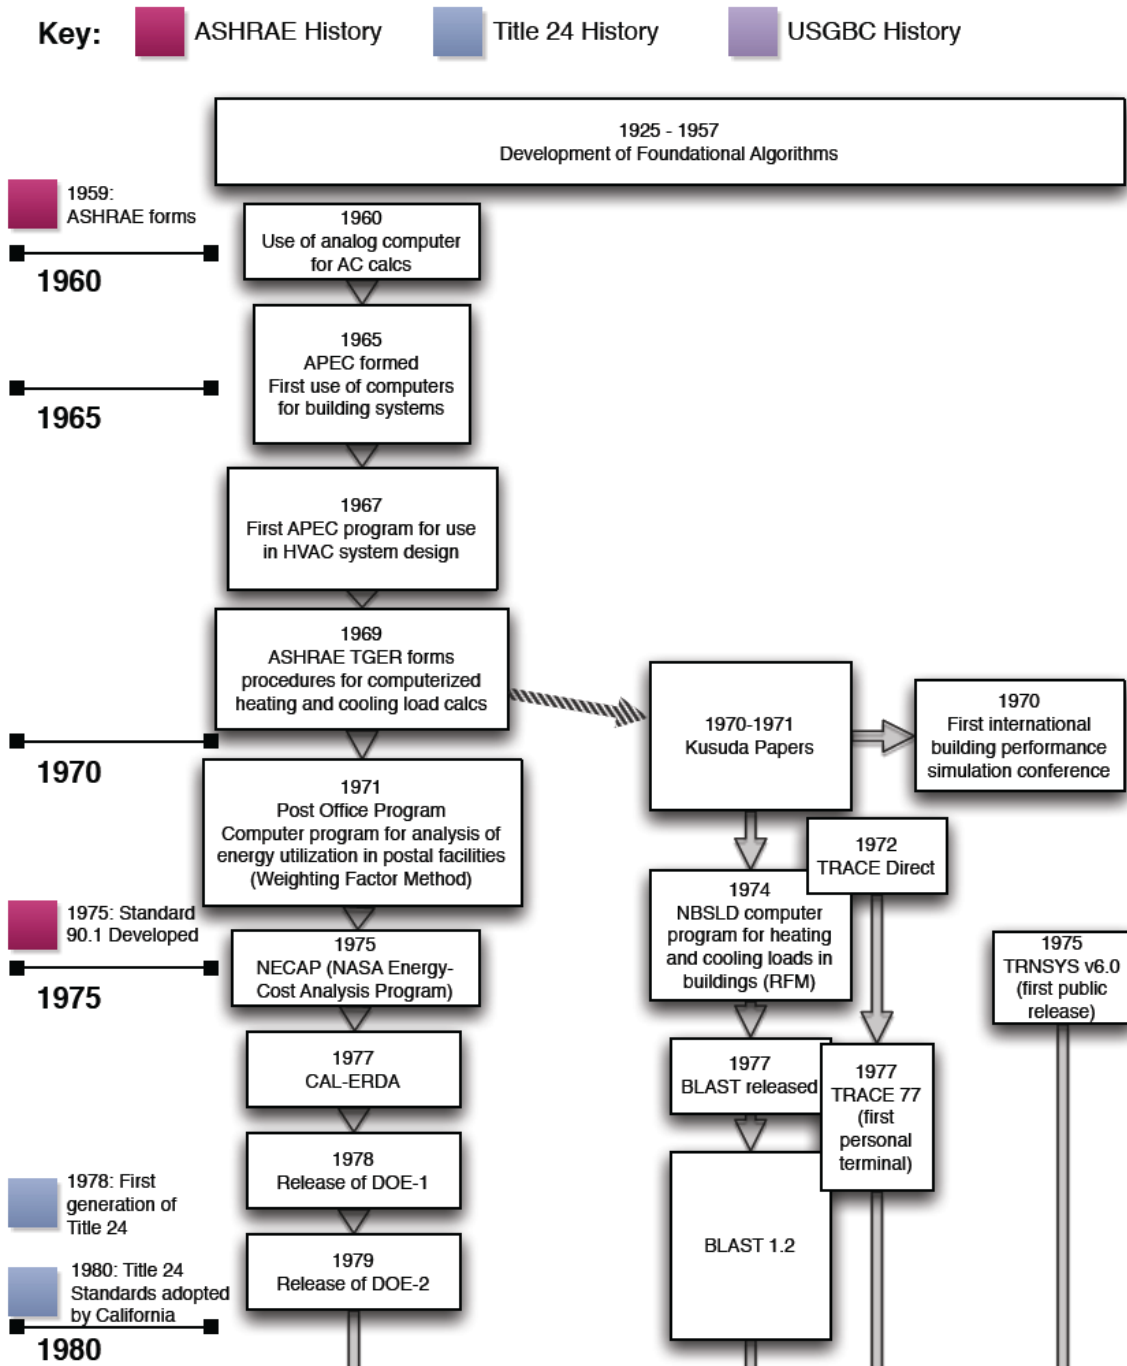 Key:
ASHRAE History
Title 24 History
USGBC History
1925 - 1957
Development of Foundational Algorithms
1959:
ASHRAE forms
1960
1960
Use of analog computer
for AC calcs
1965
APEC formed
First use of computers
for building systems
1965
1967
First APEC program for use
in HVAC system design
1969
ASHRAE TGER forms
procedures for computerized
heating and cooling load calcs
1970-1971
Kusuda Papers
1970
First international
building performance
simulation conference
1970
1971
Post Office Program
Computer program for analysis of
energy utilization in postal facilities
(Weighting Factor Method)
1972
TRACE Direct
1974
NBSLD computer
program for heating
and cooling loads in
buildings (RFM)
1975: Standard
90.1 Developed
1975
1975
NECAP (NASA Energy-
Cost Analysis Program)
1975
TRNSYS v6.0
(first public
release)
1977
CAL-ERDA
1977
BLAST released
1977
TRACE 77
(first
personal
terminal)
1978
Release of DOE-1
1978: First
generation of
Title 24
BLAST 1.2
1979
Release of DOE-2
1980: Title 24
Standards adopted
by California
1980